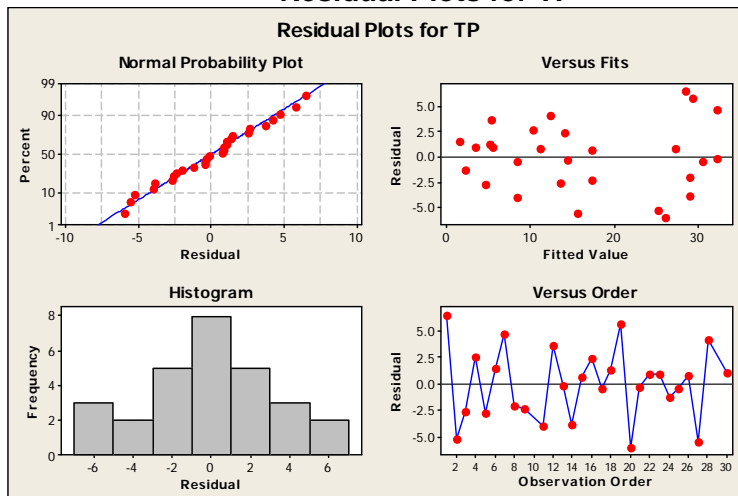 Residual Plots for TP
Normal Probability Plot
Percent
99
90
50
10
1
-10 -5 0 5 10
Residual
Versus Fits
Residual
5.0
2.5
0.0
-2.5
-5.0
0 10 20 30
Fitted Value
Histogram
Frequency
8
6
4
2
0
-6 -4 -2 0 2 4 6
Residual
Versus Order
Residual
5.0
2.5
0.0
-2.5
-5.0
2 4 6 8 10 12 14 16 18 20 22 24 26 28 30
Observation Order